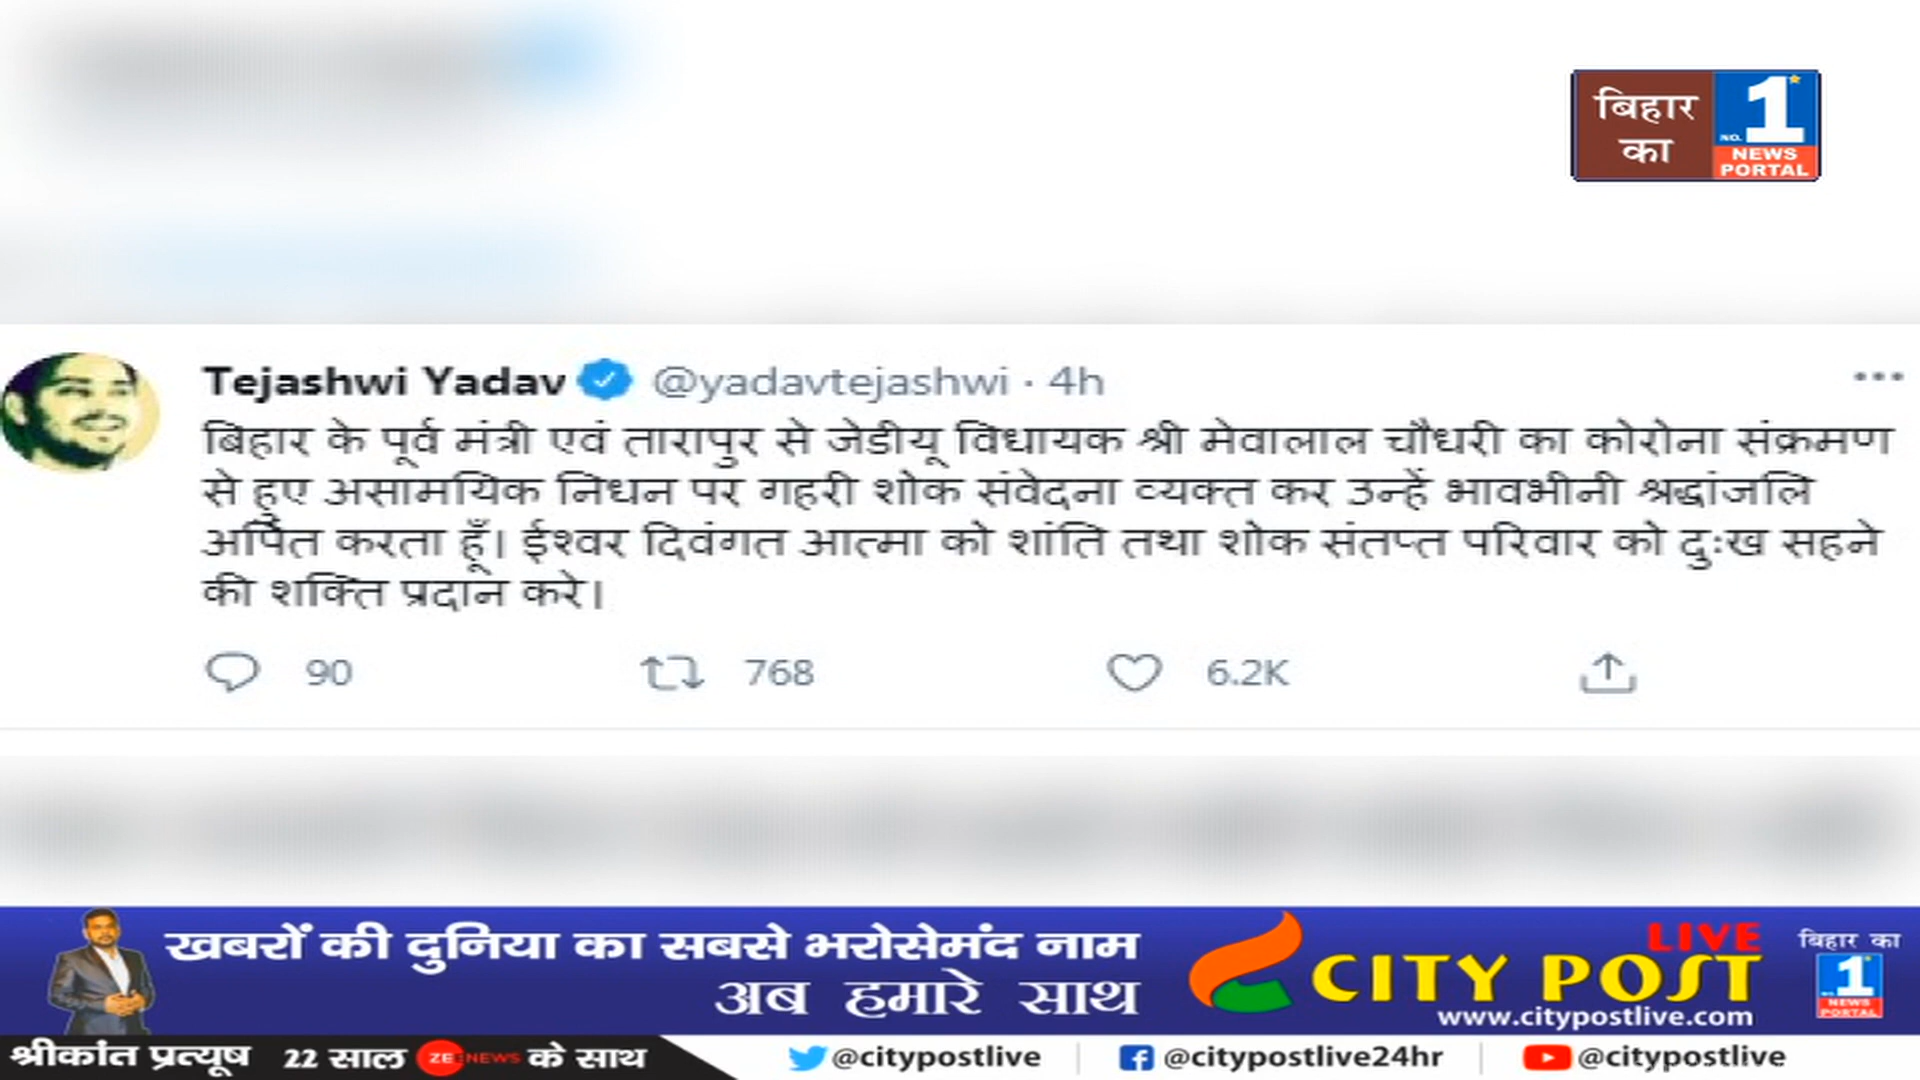 बिहार
का
NO. 1
NEWS
PORTAL
Tejashwi Yadav @yadavtejashwi · 4h
बिहार के पूर्व मंत्री एवं तारापुर से जेडीयू विधायक श्री मेवालाल चौधरी का कोरोना संक्रमण
से हुए असामयिक निधन पर गहरी शोक संवेदना व्यक्त कर उन्हें भावभीनी श्रद्धांजलि
अर्पित करता हूँ। ईश्वर दिवंगत आत्मा को शांति तथा शोक संतप्त परिवार को दुःख सहने
की शक्ति प्रदान करे।
90 768 6.2K
खबरों की दुनिया का सबसे भरोसेमंद नाम
अब हमारे साथ
LIVE
CITY POST
www.citypostlive.com
बिहार का
NO. 1
NEWS
PORTAL
श्रीकांत प्रत्यूष 22 साल ZEE NEWS के साथ
@citypostlive @citypostlive24hr @citypostlive